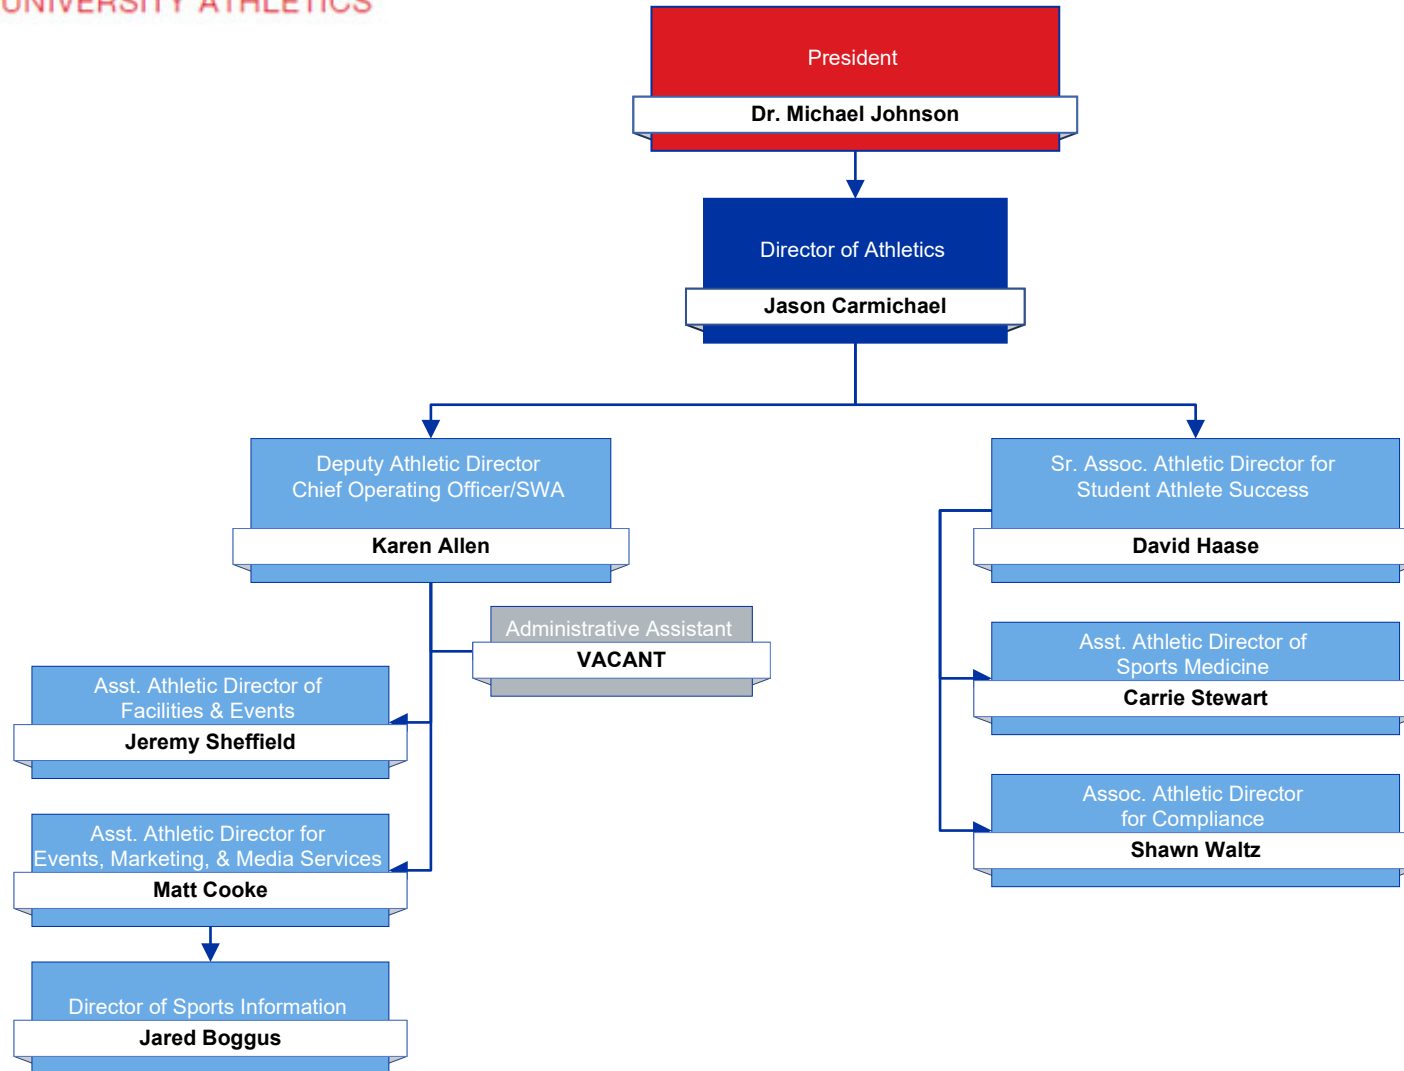 UNIVERSITY ATHLETICS
President
Dr. Michael Johnson
Director of Athletics
Jason Carmichael
Deputy Athletic Director
Chief Operating Officer/SWA
Karen Allen
Sr. Assoc. Athletic Director for
Student Athlete Success
David Haase
Administrative Assistant
VACANT
Asst. Athletic Director of
Facilities & Events
Jeremy Sheffield
Asst. Athletic Director for
Events, Marketing, & Media Services
Matt Cooke
Director of Sports Information
Jared Boggus
Asst. Athletic Director of
Sports Medicine
Carrie Stewart
Assoc. Athletic Director
for Compliance
Shawn Waltz